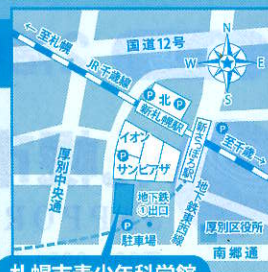 N
国道12号
←至札幌
W E
S
JR千歳線
P 北 P
新札幌駅
P
イオン
新さっぽろ駅
P
至千歳→
P
サンピアザ
厚別中央通
地下鉄
①出口
地下鉄東西線
P
駐車場
厚別区役所
南郷通
札幌市青少年科学館